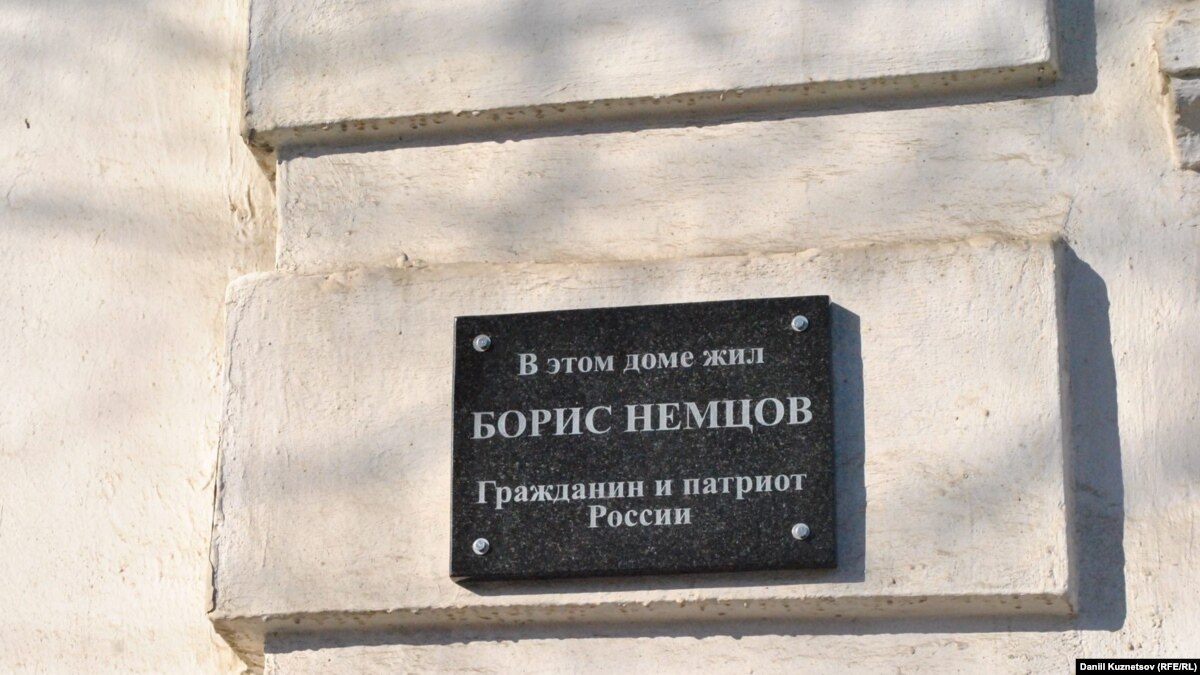 В этом доме жил
БОРИС НЕМЦОВ
Гражданин и патриот
России
Daniil Kuznetsov (RFE/RL)